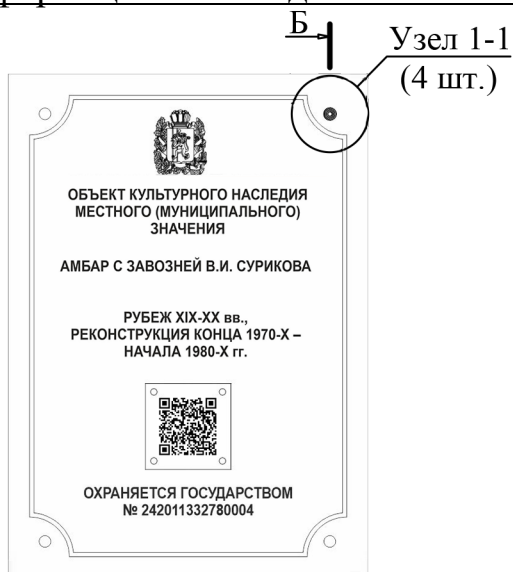 Б
Узел 1-1
(4 шт.)
ОБЪЕКТ КУЛЬТУРНОГО НАСЛЕДИЯ
МЕСТНОГО (МУНИЦИПАЛЬНОГО)
ЗНАЧЕНИЯ
АМБАР С ЗАВОЗНЕЙ В.И. СУРИКОВА
РУБЕЖ XIX-XX вв.,
РЕКОНСТРУКЦИЯ КОНЦА 1970-Х –
НАЧАЛА 1980-Х гг.
ОХРАНЯЕТСЯ ГОСУДАРСТВОМ
№ 242011332780004